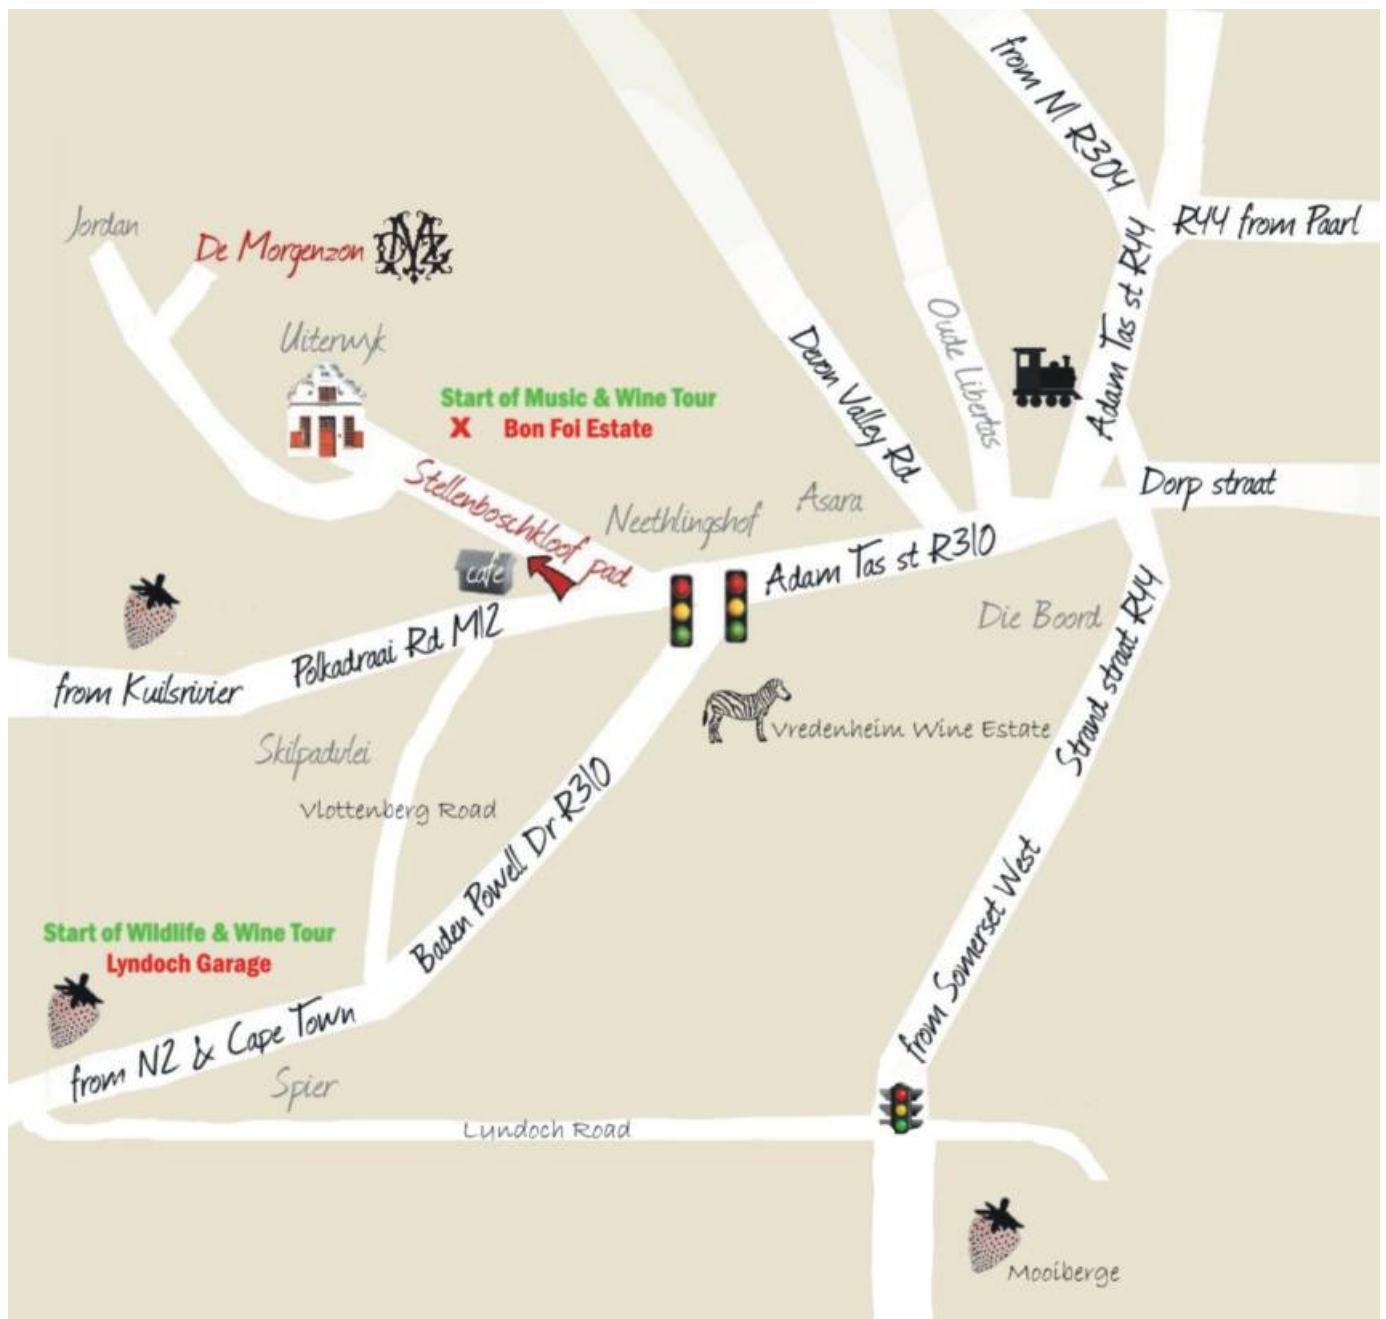 from N1 R304
R44 from Paarl
Adam Tas st R44
Jordan
De Morgenzon
DMZ
Uiterwyk
Oude Libertas
Devon Valley Rd
Start of Music & Wine Tour
X Bon Foi Estate
Stellenboschkloof pad
Neethlingshof
Asara
Dorp straat
cafe
Adam Tas st R310
Die Boord
Polkadraai Rd M12
from Kuilsrivier
Strand straat R44
Vredenheim Wine Estate
Skilpadvlei
Vlottenberg Road
Baden Powell Dr R310
from Somerset West
Start of Wildlife & Wine Tour
Lyndoch Garage
from N2 & Cape Town
Spier
Lyndoch Road
Mooiberge